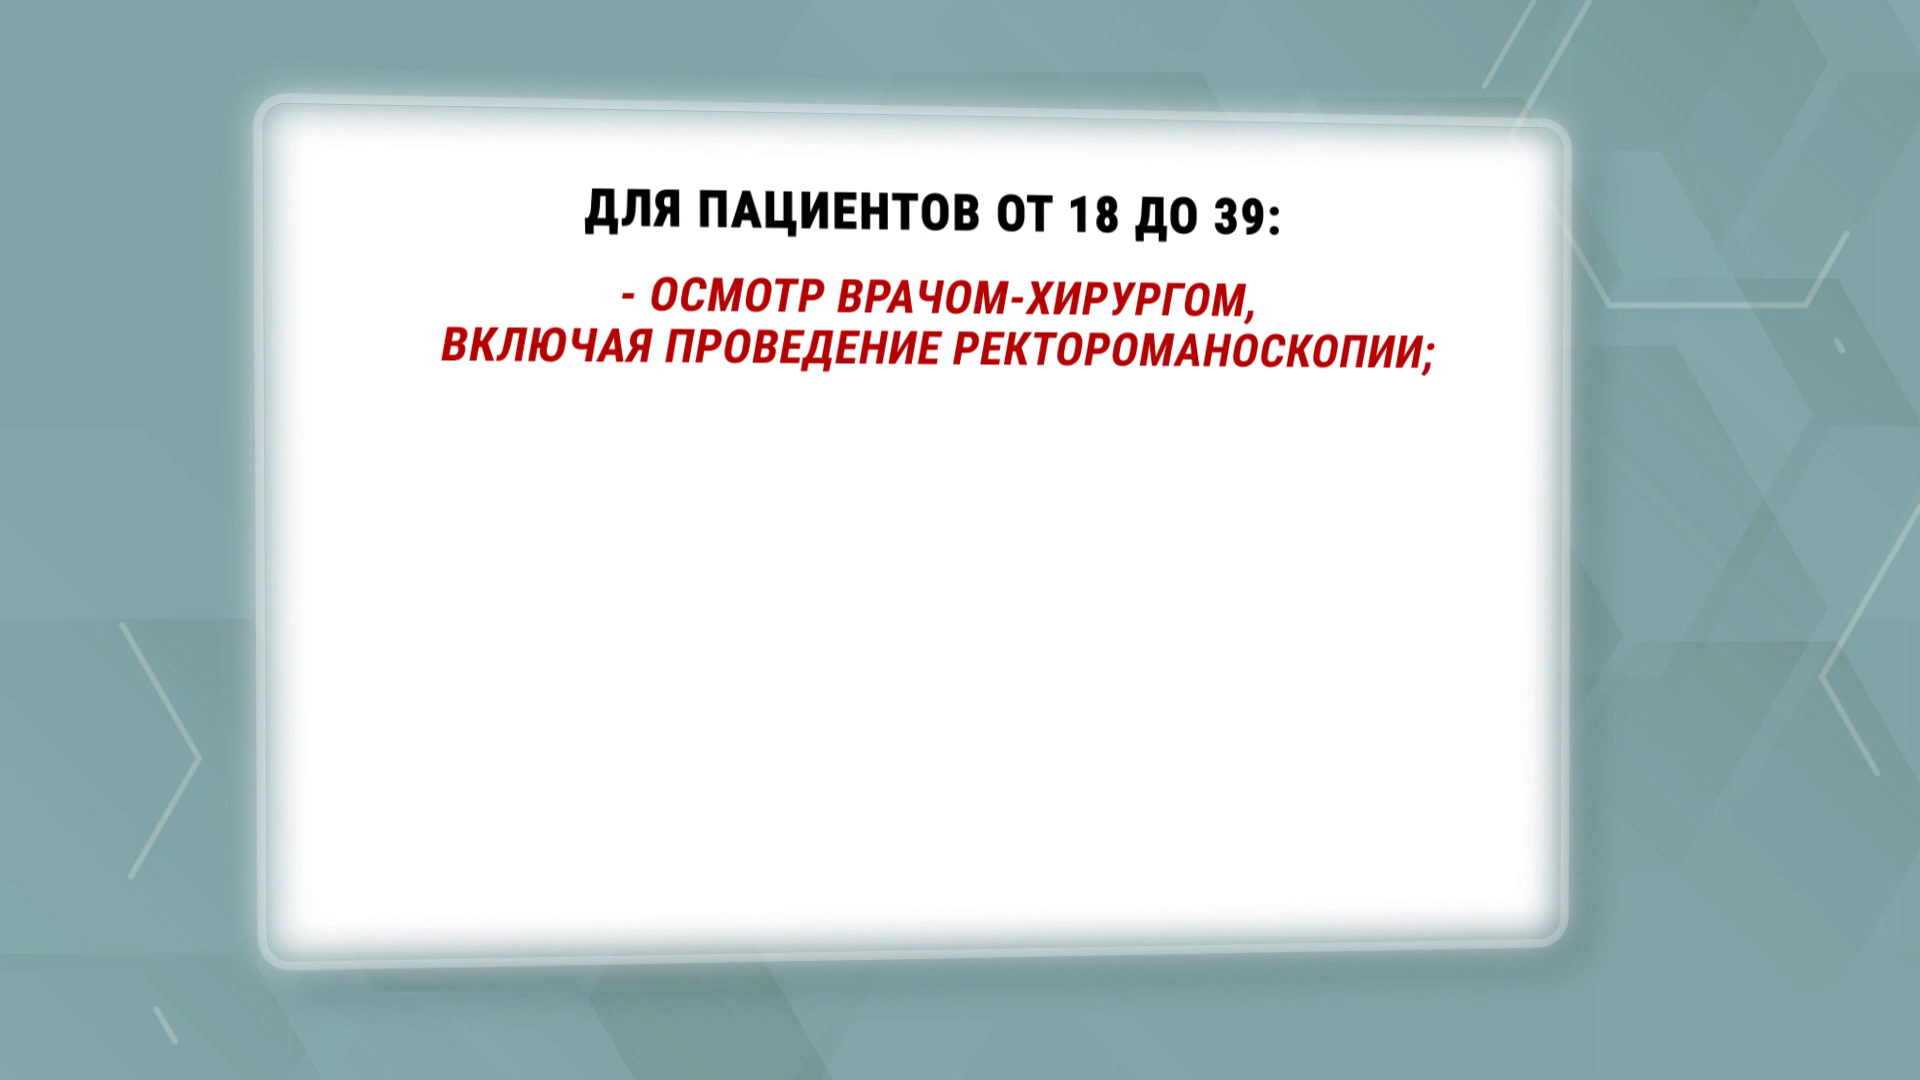 ДЛЯ ПАЦИЕНТОВ ОТ 18 ДО 39:
- ОСМОТР ВРАЧОМ-ХИРУРГОМ,
ВКЛЮЧАЯ ПРОВЕДЕНИЕ РЕКТОРОМАНОСКОПИИ;